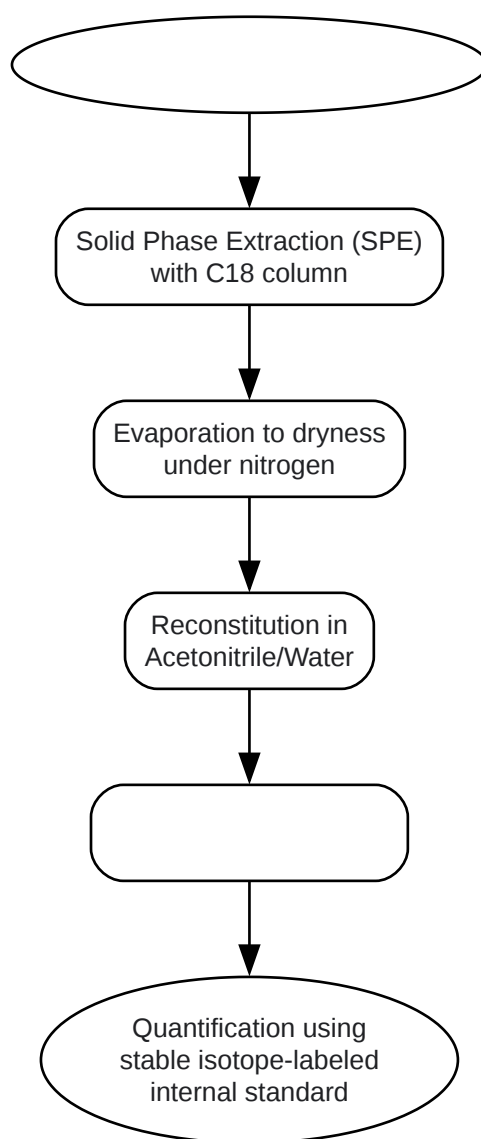 Solid Phase Extraction (SPE)
with C18 column
Evaporation to dryness
under nitrogen
Reconstitution in
Acetonitrile/Water
Quantification using
stable isotope-labeled
internal standard